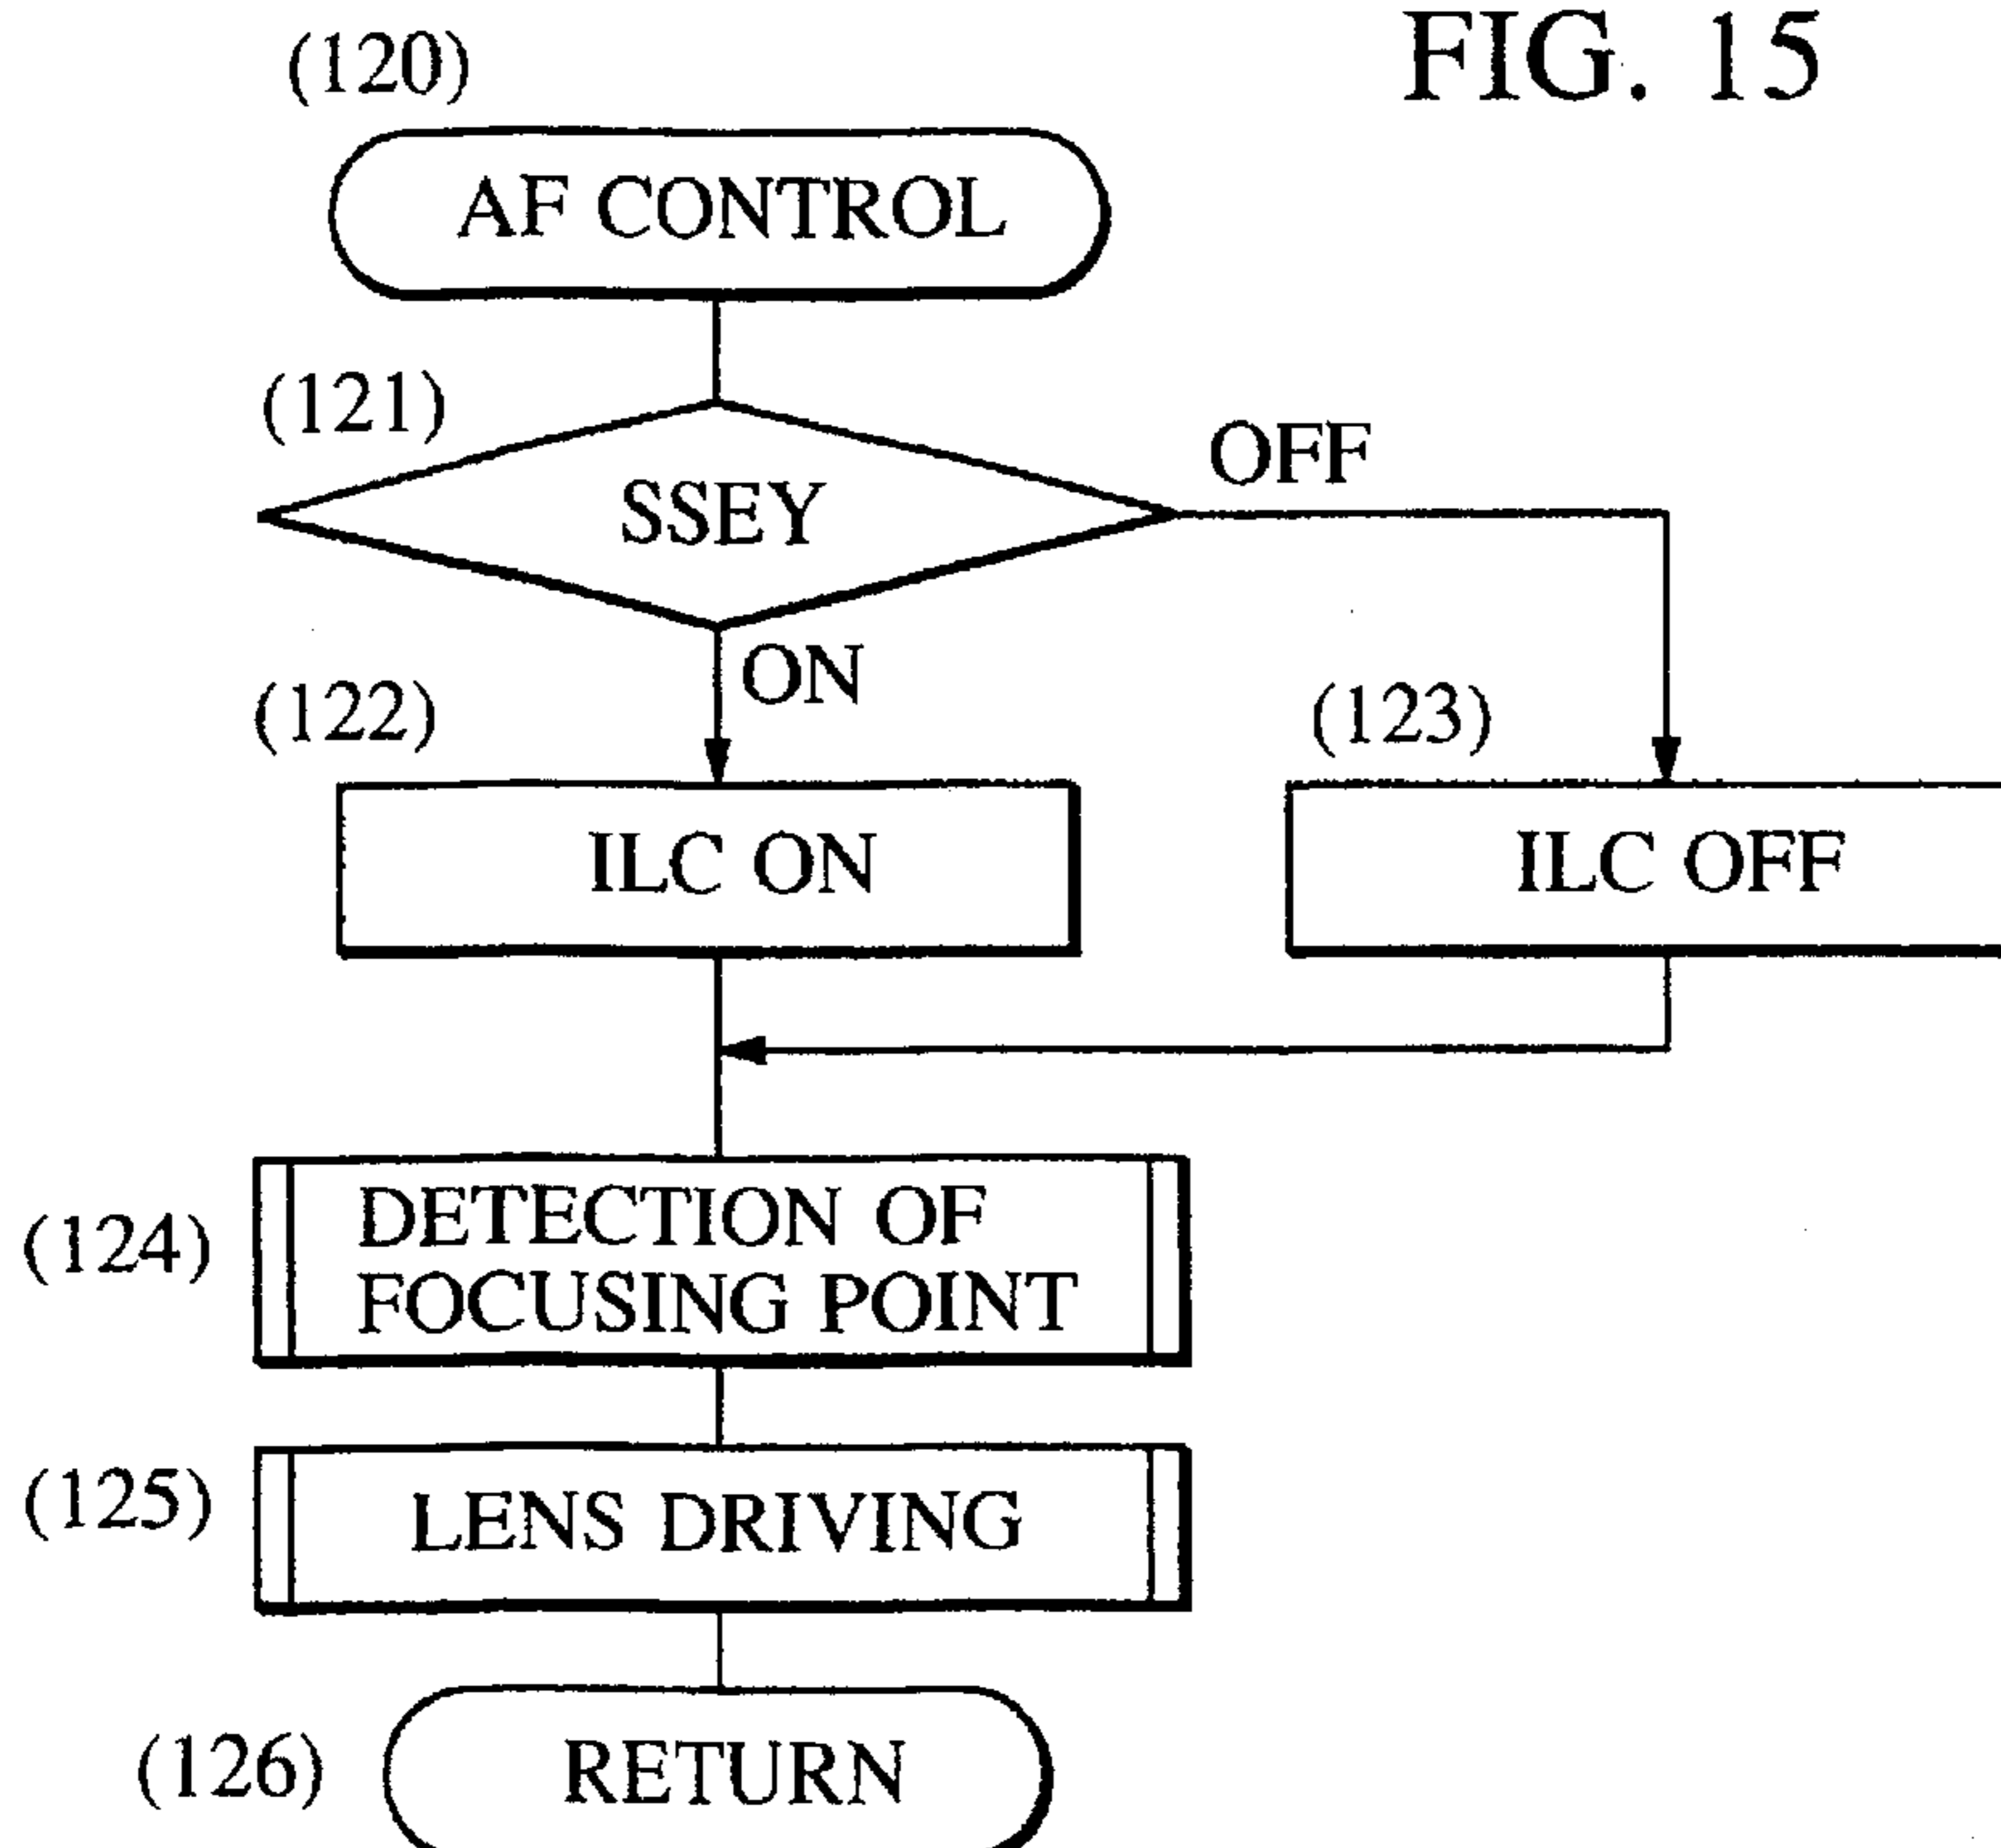 FIG. 15
(120)
AF CONTROL
(121)
SSEY
OFF
ON
(122)
ILC ON
(123)
ILC OFF
(124)
DETECTION OF
FOCUSING POINT
(125)
LENS DRIVING
(126)
RETURN